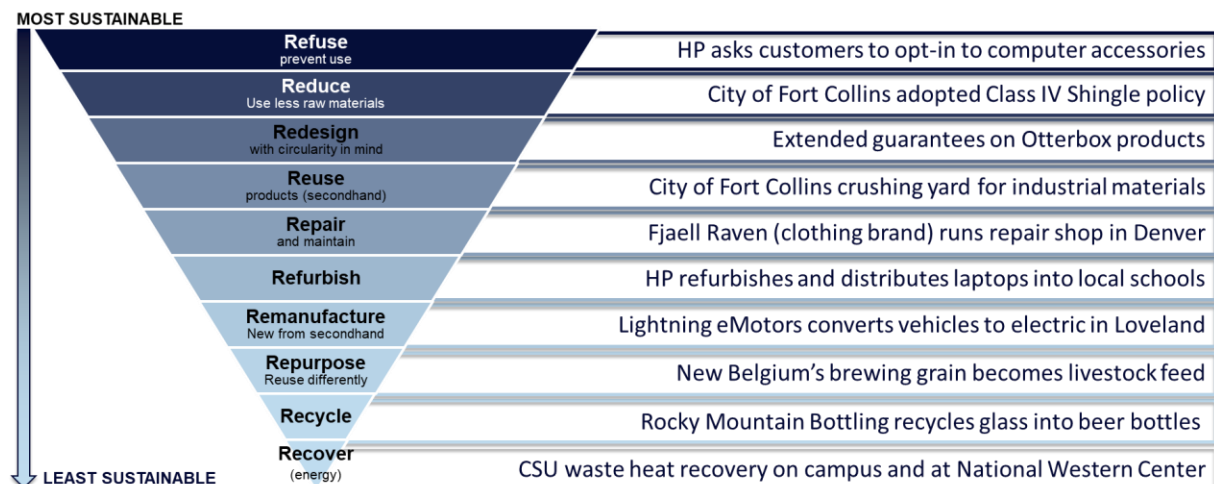 MOST SUSTAINABLE
Refuse
prevent use
HP asks customers to opt-in to computer accessories
Reduce
Use less raw materials
City of Fort Collins adopted Class IV Shingle policy
Redesign
with circularity in mind
Extended guarantees on Otterbox products
Reuse
products (secondhand)
City of Fort Collins crushing yard for industrial materials
Repair
and maintain
Fjaell Raven (clothing brand) runs repair shop in Denver
Refurbish
HP refurbishes and distributes laptops into local schools
Remanufacture
New from secondhand
Lightning eMotors converts vehicles to electric in Loveland
Repurpose
Reuse differently
New Belgium's brewing grain becomes livestock feed
Recycle
Rocky Mountain Bottling recycles glass into beer bottles
Recover
(energy)
CSU waste heat recovery on campus and at National Western Center
LEAST SUSTAINABLE